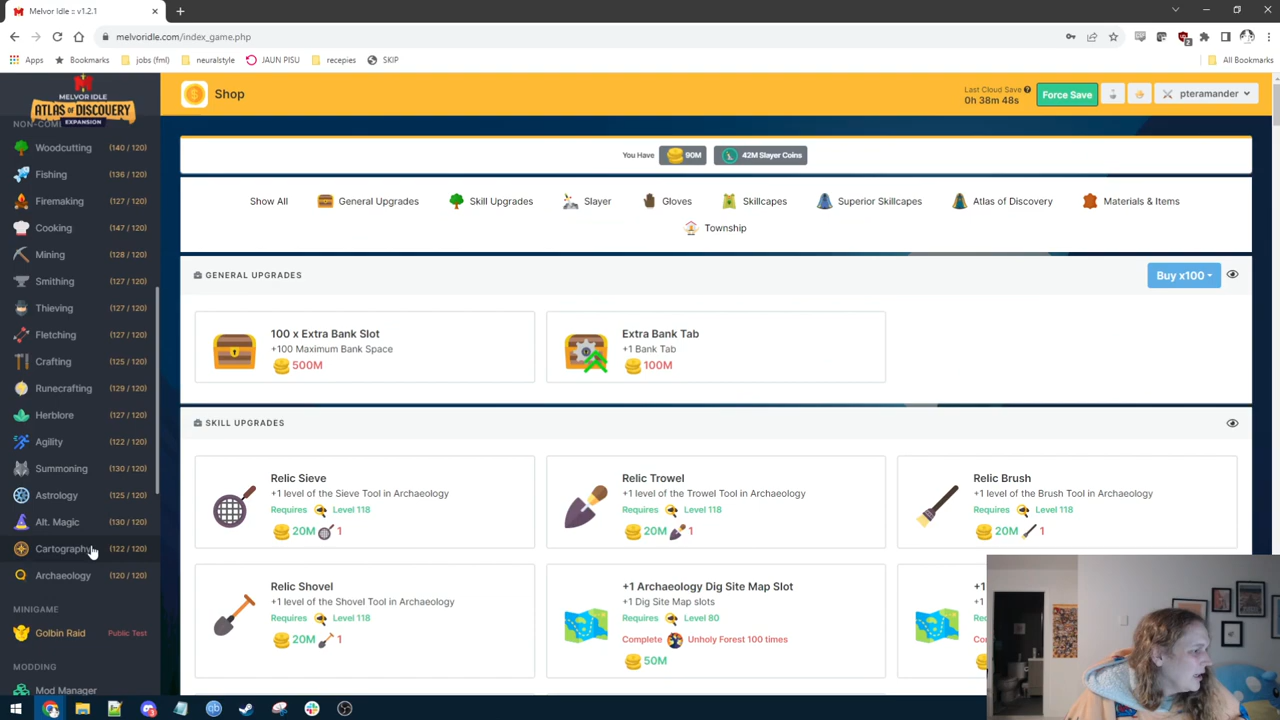 Melvor Idle :: v1.2.1
melvoridle.com/index_game.php
Apps
Bookmarks
jobs (fml)
neuralstyle
JAUN PISU
recepies
SKIP
All Bookmarks
MELVOR IDLE
ATLAS OF DISCOVERY
EXPANSION
Shop
Last Cloud Save
0h 38m 48s
Force Save
pteramander
Woodcutting (140 / 120)
Fishing (136 / 120)
Firemaking (127 / 120)
Cooking (147 / 120)
Mining (128 / 120)
Smithing (127 / 120)
Thieving (127 / 120)
Fletching (127 / 120)
Crafting (125 / 120)
Runecrafting (129 / 120)
Herblore (127 / 120)
Agility (122 / 120)
Summoning (130 / 120)
Astrology (125 / 120)
Alt. Magic (130 / 120)
Cartography (122 / 120)
Archaeology (120 / 120)
MINIGAME
Golbin Raid Public Test
MODDING
Mod Manager
You Have 90M 42M Slayer Coins
Show All General Upgrades Skill Upgrades Slayer Gloves Skillcapes Superior Skillcapes Atlas of Discovery Materials & Items
Township
GENERAL UPGRADES
Buy x100
100 x Extra Bank Slot
+100 Maximum Bank Space
500M
Extra Bank Tab
+1 Bank Tab
100M
SKILL UPGRADES
Relic Sieve
+1 level of the Sieve Tool in Archaeology
Requires Level 118
20M 1
Relic Trowel
+1 level of the Trowel Tool in Archaeology
Requires Level 118
20M 1
Relic Brush
+1 level of the Brush Tool in Archaeology
Requires Level 118
20M 1
Relic Shovel
+1 level of the Shovel Tool in Archaeology
Requires Level 118
20M 1
+1 Archaeology Dig Site Map Slot
+1 Dig Site Map slots
Requires Level 80
Complete Unholy Forest 100 times
50M